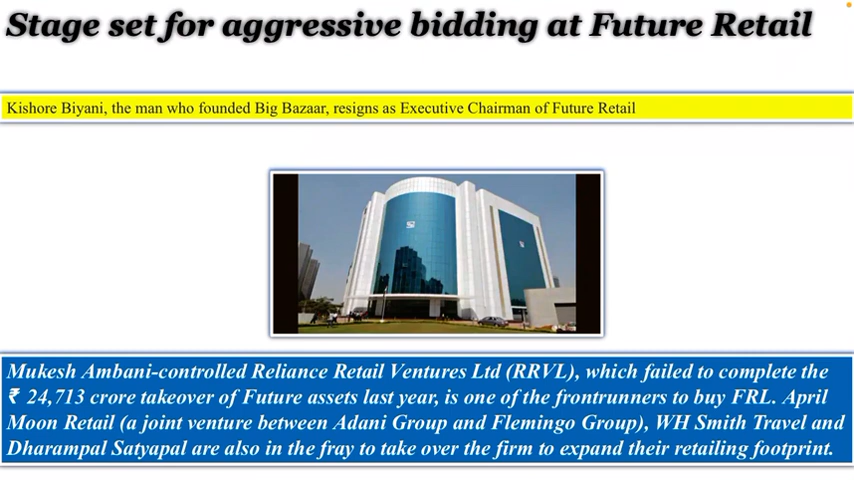 Stage set for aggressive bidding at Future Retail
Kishore Biyani, the man who founded Big Bazaar, resigns as Executive Chairman of Future Retail
Mukesh Ambani-controlled Reliance Retail Ventures Ltd (RRVL), which failed to complete the
₹ 24,713 crore takeover of Future assets last year, is one of the frontrunners to buy FRL. April
Moon Retail (a joint venture between Adani Group and Flemingo Group), WH Smith Travel and
Dharampal Satyapal are also in the fray to take over the firm to expand their retailing footprint.